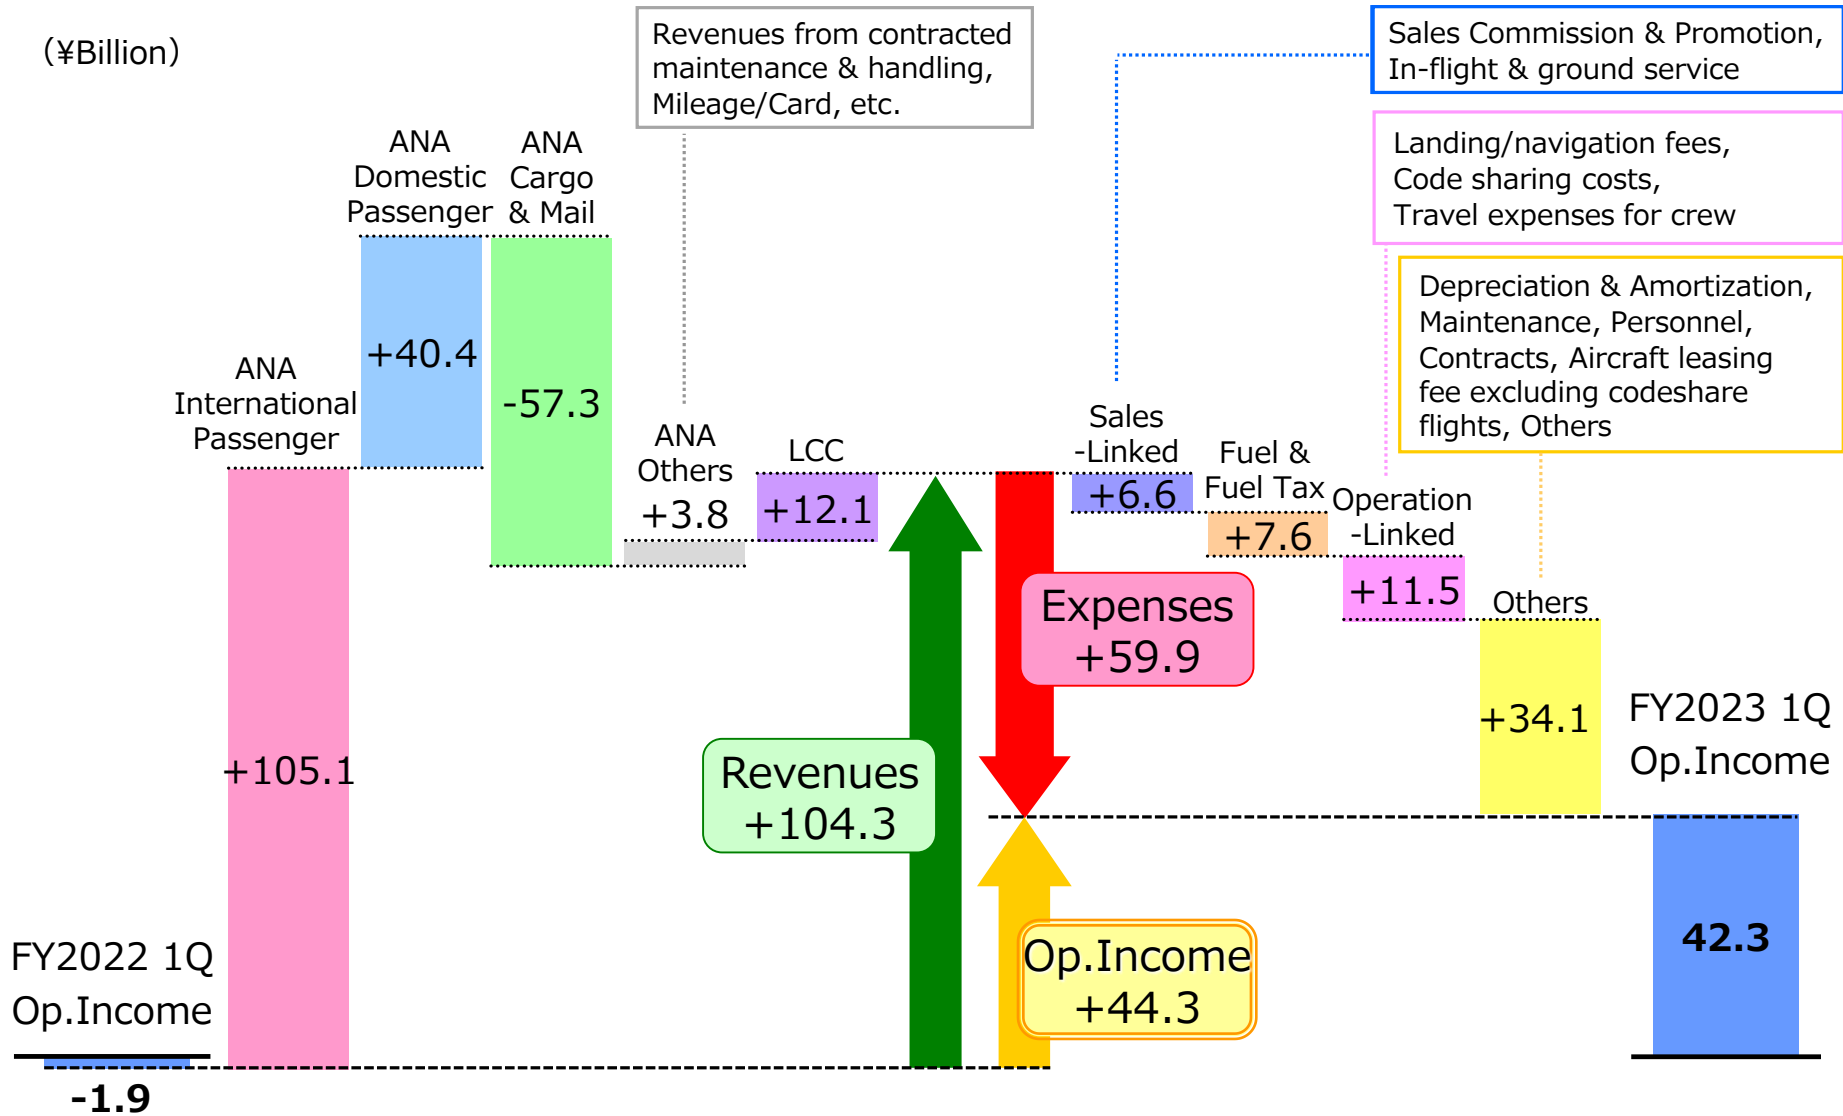 (¥Billion)
Revenues from contracted
maintenance & handling,
Mileage/Card, etc.
Sales Commission & Promotion,
In-flight & ground service
Landing/navigation fees,
Code sharing costs,
Travel expenses for crew
Depreciation & Amortization,
Maintenance, Personnel,
Contracts, Aircraft leasing
fee excluding codeshare
flights, Others
FY2022 1Q
Op.Income
-1.9
ANA
International
Passenger
+105.1
ANA
Domestic
Passenger
+40.4
ANA
Cargo
& Mail
-57.3
ANA
Others
+3.8
LCC
+12.1
Revenues
+104.3
Expenses
+59.9
Op.Income
+44.3
Sales
-Linked
+6.6
Fuel &
Fuel Tax
+7.6
Operation
-Linked
+11.5
Others
+34.1
FY2023 1Q
Op.Income
42.3